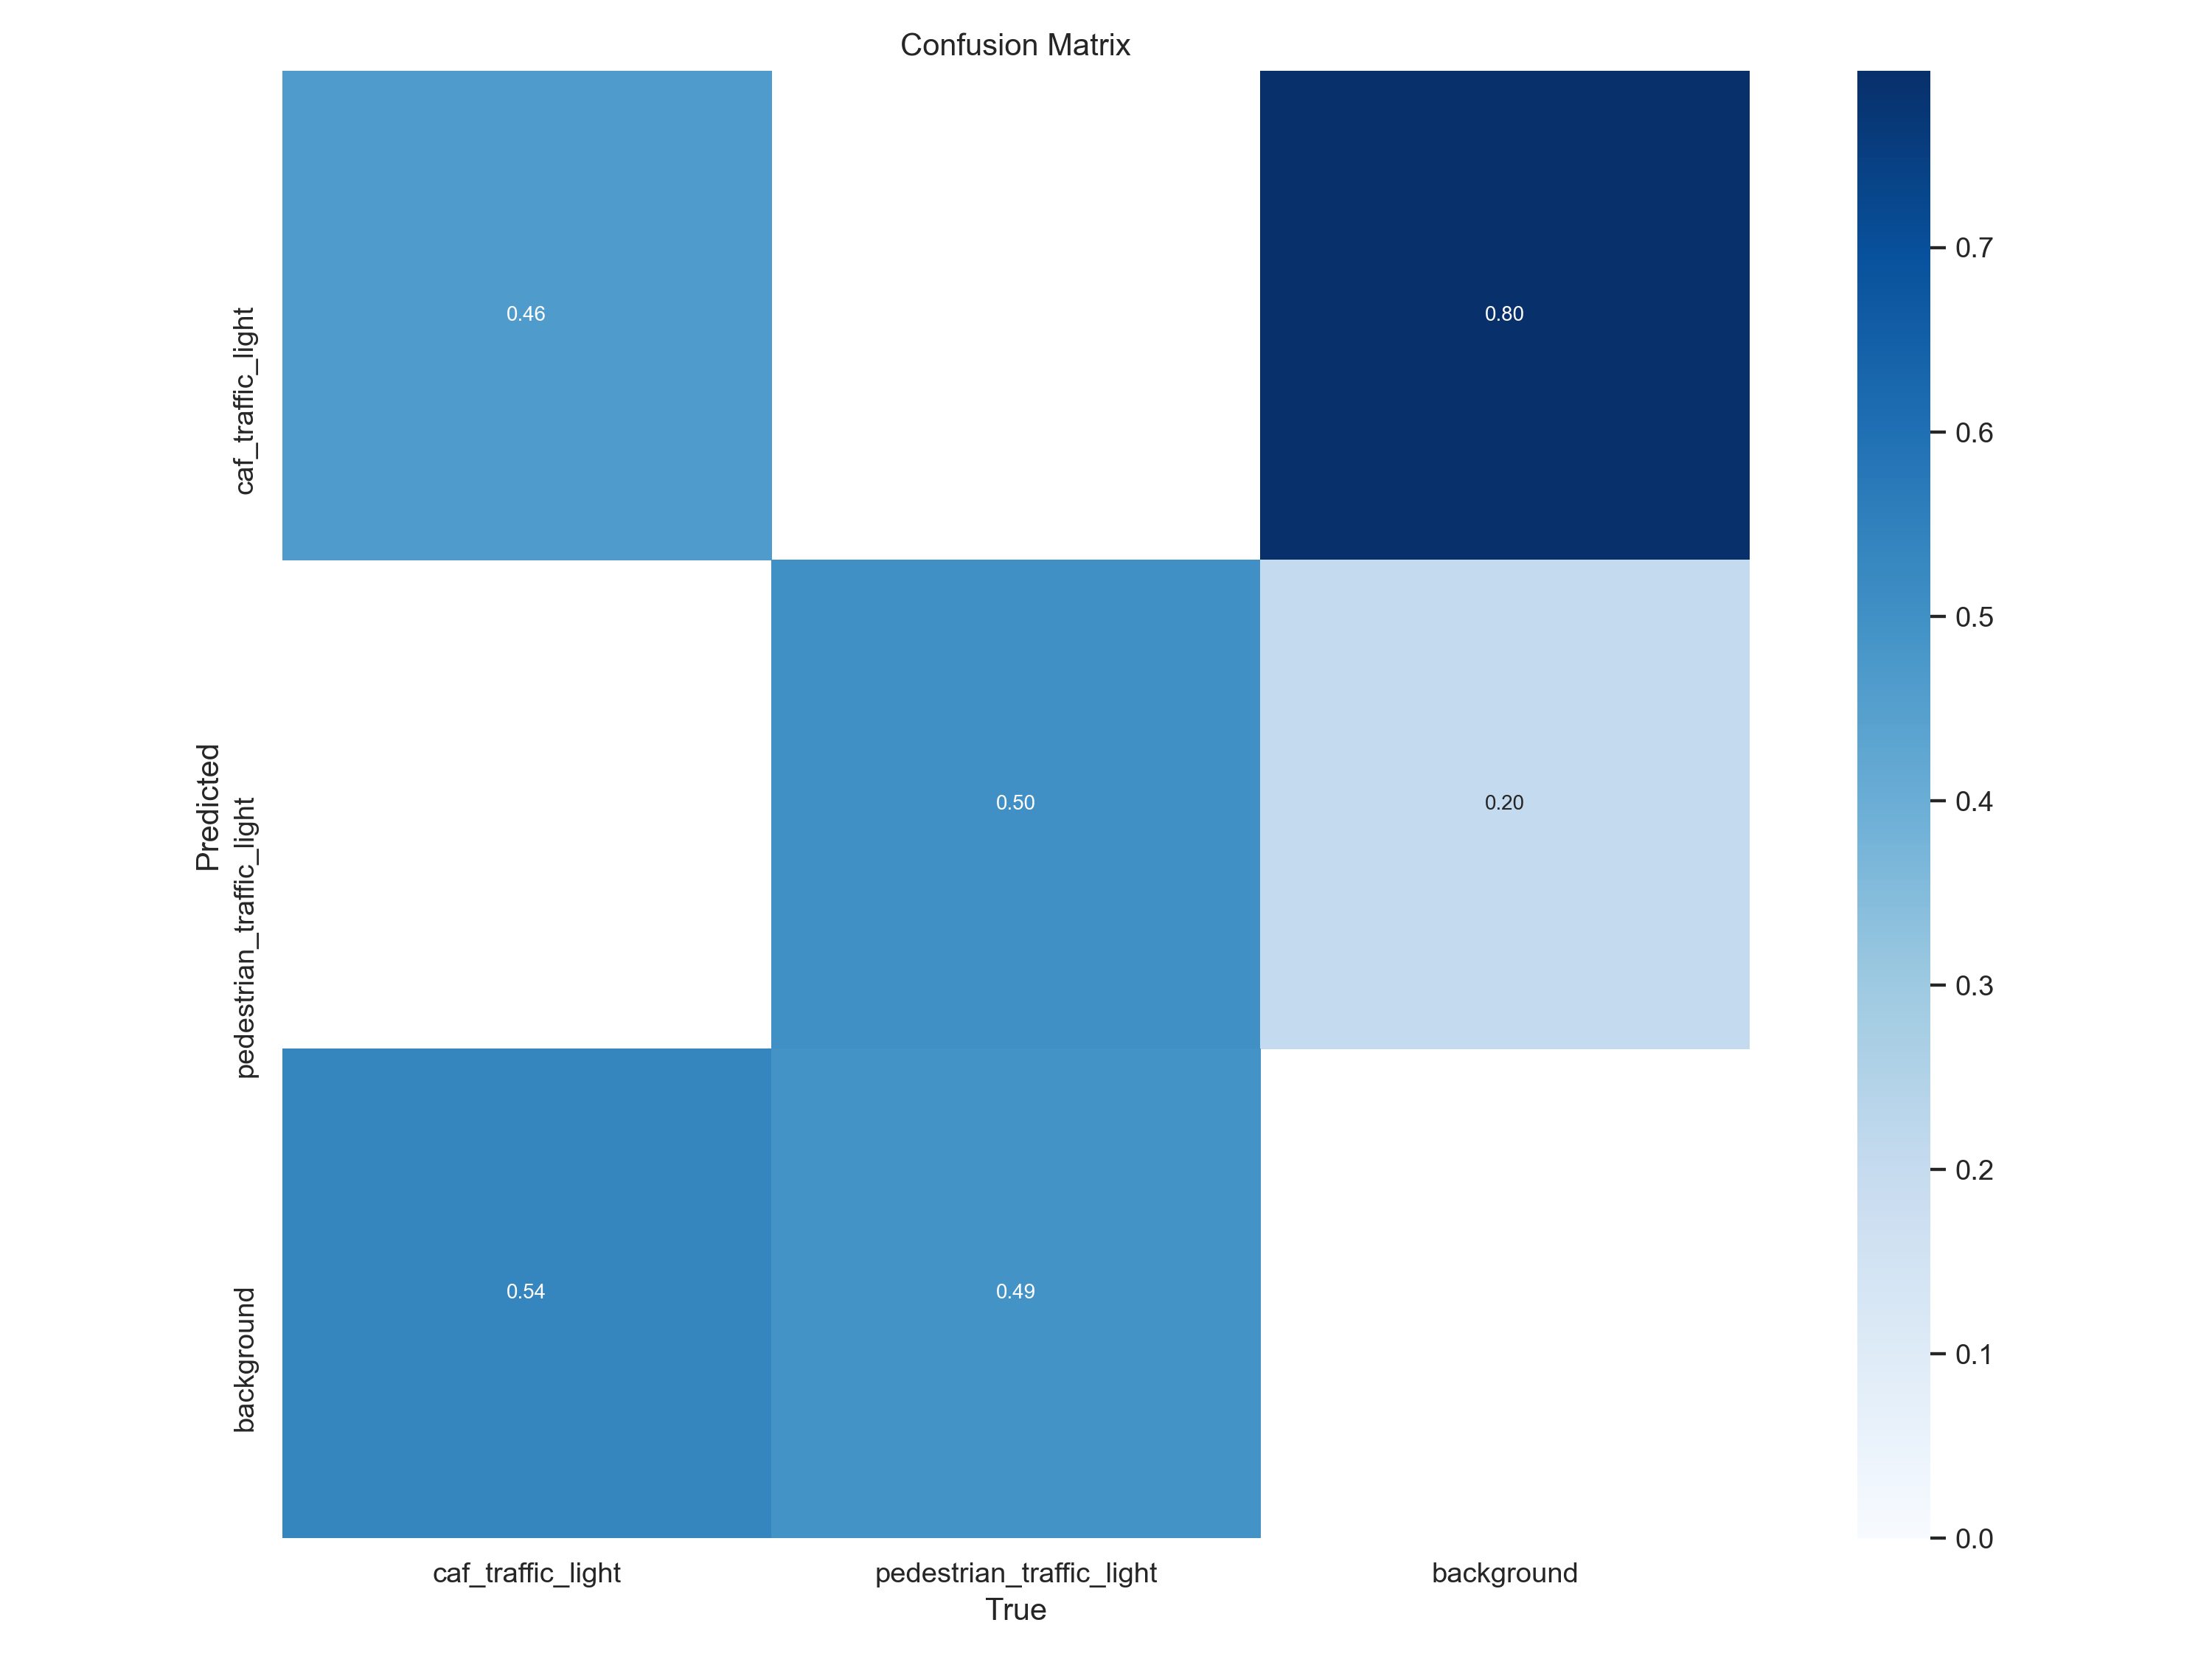 Confusion Matrix
caf_traffic_light
0.46
0.80
pedestrian_traffic_light
0.50
0.20
background
0.54
0.49
Predicted
caf_traffic_light
pedestrian_traffic_light
background
True
0.7
0.6
0.5
0.4
0.3
0.2
0.1
0.0